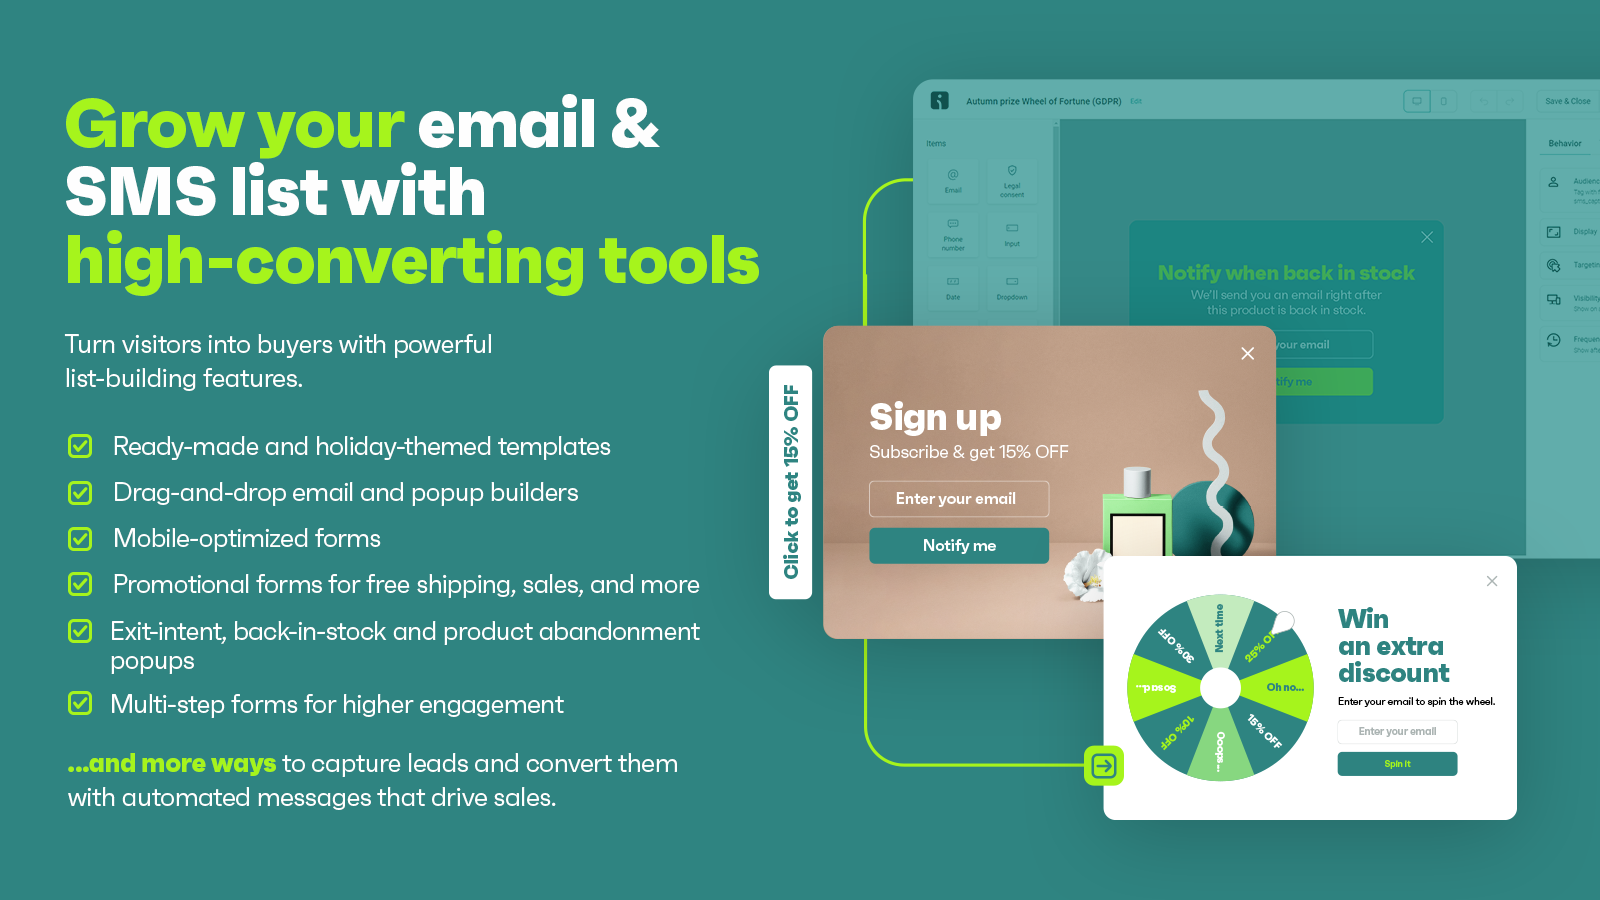 Grow your email &
SMS list with
high-converting tools
Turn visitors into buyers with powerful
list-building features.
Ready-made and holiday-themed templates
Drag-and-drop email and popup builders
Mobile-optimized forms
Promotional forms for free shipping, sales, and more
Exit-intent, back-in-stock and product abandonment
popups
Multi-step forms for higher engagement
...and more ways to capture leads and convert them
with automated messages that drive sales.
Autumn prize Wheel of Fortune (GDPR) Edit
Save & Close
Items
Email
Legal
consent
Phone
number
Input
Date
Dropdown
Behavior
Display
Notify when back in stock
We'll send you an email right after
this product is back in stock.
your email
Click to get 15% OFF
Sign up
Subscribe & get 15% OFF
Enter your email
Notify me
Next time
25% OF
Oh no...
15% OFF
Ooops...
10% OFF
So sad...
30% OFF
Win
an extra
discount
Enter your email to spin the wheel.
Enter your email
Spin it